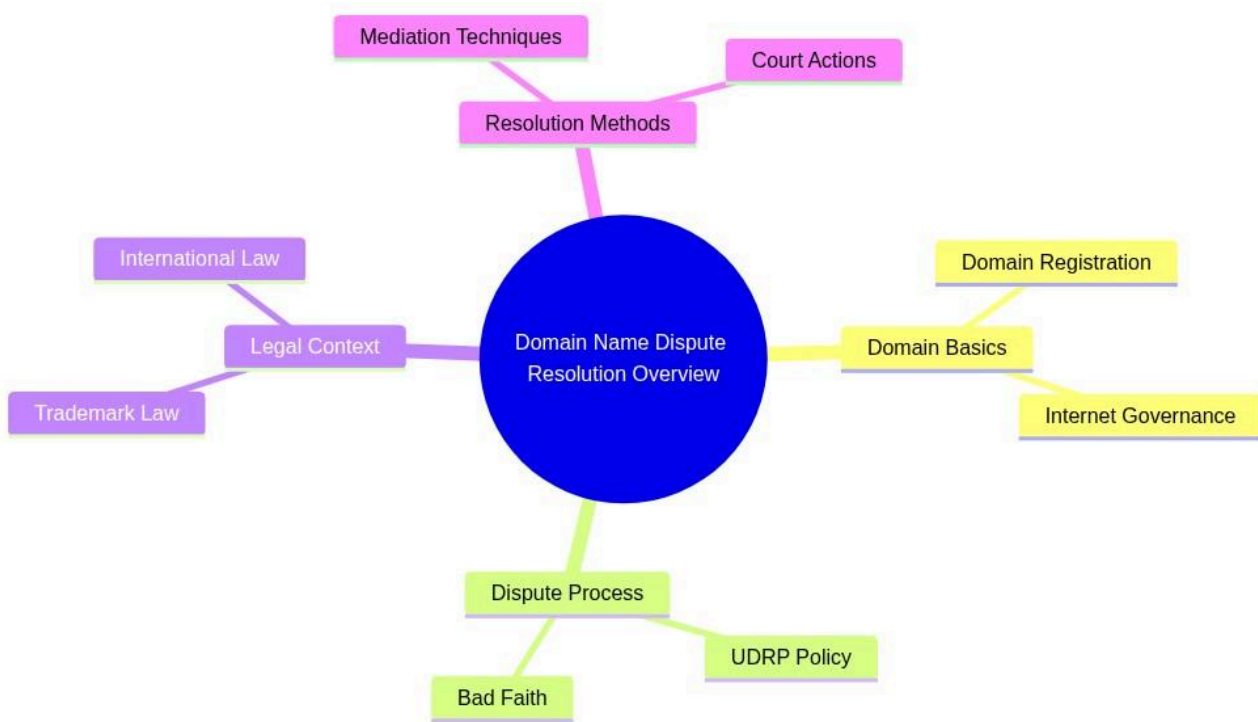 Mediation Techniques
Court Actions
Resolution Methods
International Law
Domain Registration
Legal Context
Domain Name Dispute
Resolution Overview
Domain Basics
Trademark Law
Internet Governance
Dispute Process
UDRP Policy
Bad Faith